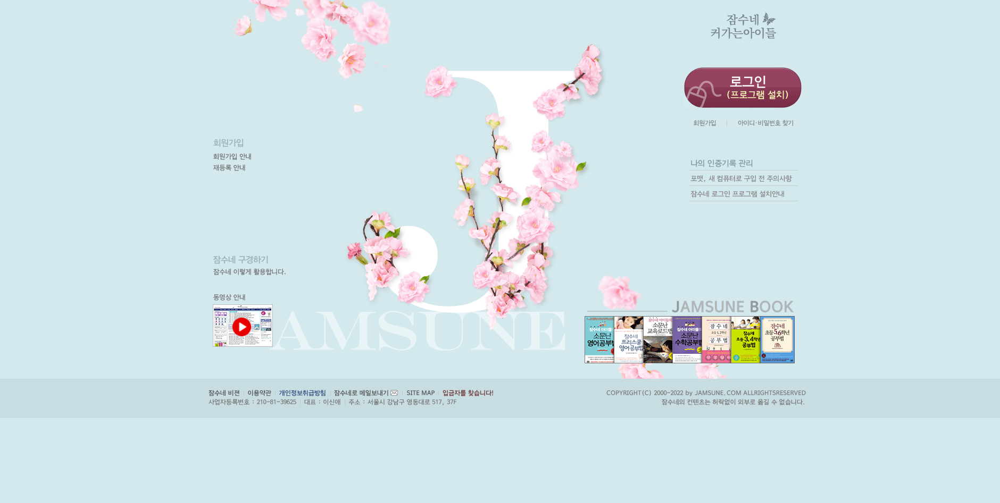 잠수네
커가는아이들
로그인
(프로그램 설치)
회원가입 | 아이디·비밀번호 찾기
회원가입
회원가입 안내
재등록 안내
나의 인증기록 관리
포맷, 새 컴퓨터로 구입 전 주의사항
잠수네 로그인 프로그램 설치안내
잠수네 구경하기
잠수네 이렇게 활용합니다.
동영상 안내
J
AMSUNE
JAMSUNE BOOK
잠수네 아이들
소문난
영어공부법
잠수네
프리스쿨
영어공부법
잠수네 아이들의
소문난
교육로드맵
잠수네 아이들의
소문난
수학공부법
잠수네
초등1,2학년
공부법
잠수네
초등3,4학년
공부법
잠수네
초등5,6학년
공부법
잠수네 비젼 | 이용약관 | 개인정보취급방침 | 잠수네로 메일보내기 | SITE MAP | 입금자를 찾습니다!
사업자등록번호 : 210-81-39625 | 대표 : 이신애 | 주소 : 서울시 강남구 영동대로 517, 37F
COPYRIGHT(C) 2000-2022 by JAMSUNE.COM ALLRIGHTSRESERVED
잠수네의 컨텐츠는 허락없이 외부로 옮길 수 없습니다.